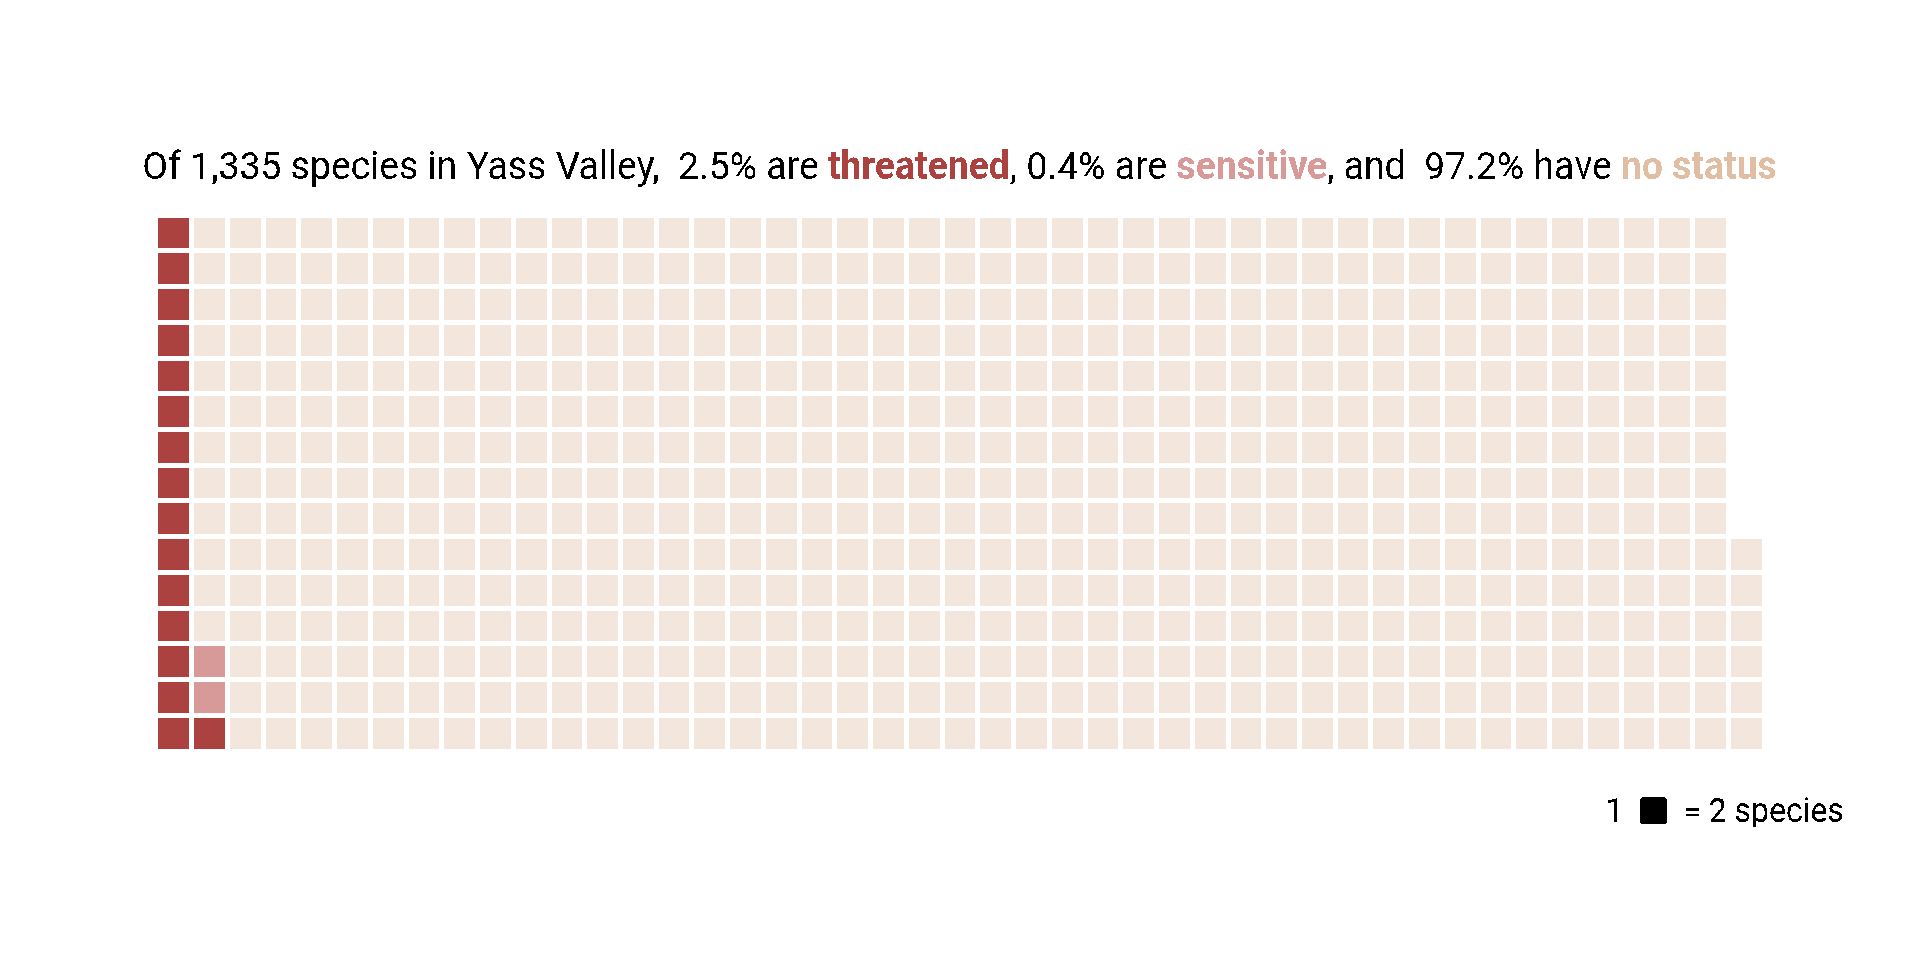 Of 1,335 species in Yass Valley, 2.5% are threatened, 0.4% are sensitive, and 97.2% have no status
1 ■ = 2 species